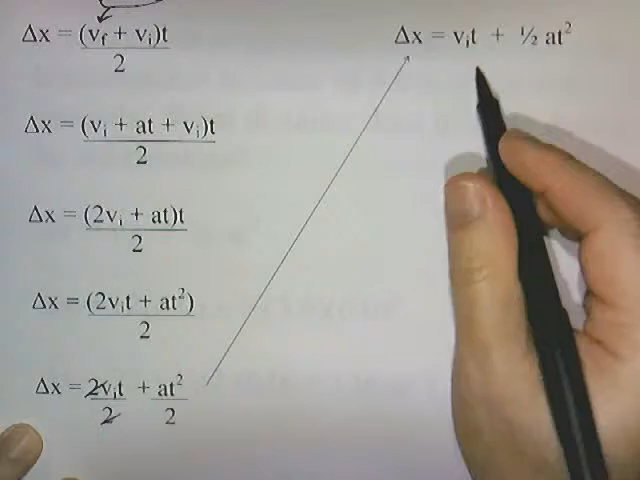 Δx = (v_f + v_i)t
2
Δx = (v_i + at + v_i)t
2
Δx = (2v_i + at)t
2
Δx = (2v_it + at²)
2
Δx = 2v_it + at²
2 2
Δx = v_it + ½ at²